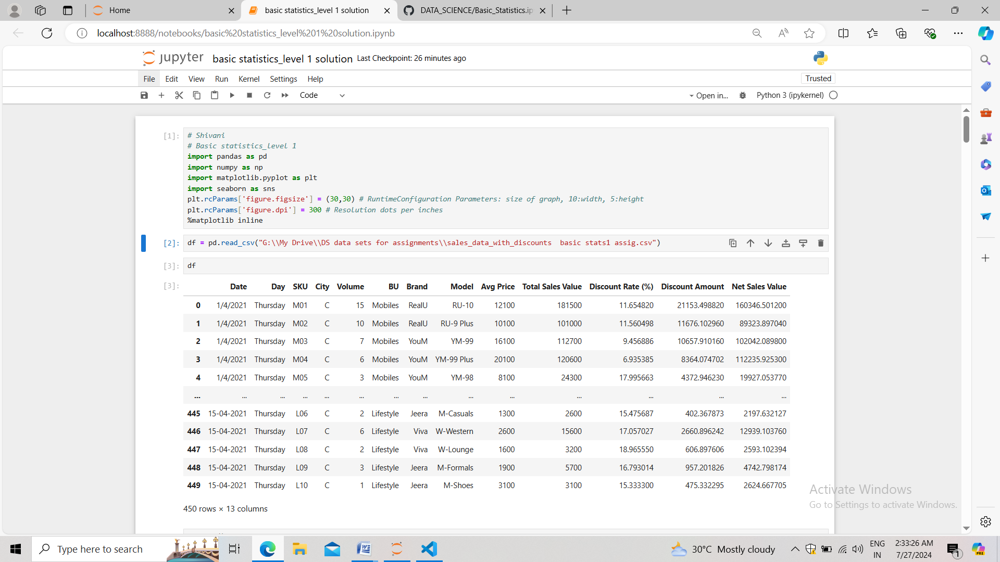 Home
basic statistics_level 1 solution
DATA_SCIENCE/Basic_Statistics.ip
localhost:8888/notebooks/basic%20statistics_level%201%20solution.ipynb
jupyter basic statistics_level 1 solution Last Checkpoint: 26 minutes ago
File Edit View Run Kernel Settings Help Trusted
Code Open in... Python 3 (ipykernel)
[1]: # Shivani
# Basic statistics_Level 1
import pandas as pd
import numpy as np
import matplotlib.pyplot as plt
import seaborn as sns
plt.rcParams['figure.figsize'] = (30,30) # RuntimeConfiguration Parameters: size of graph, 10:width, 5:height
plt.rcParams['figure.dpi'] = 300 # Resolution dots per inches
%matplotlib inline
[2]: df = pd.read_csv("G:\\My Drive\\DS data sets for assignments\\sales_data_with_discounts  basic stats1 assig.csv")
[3]: df
[3]: Date Day SKU City Volume BU Brand Model Avg Price Total Sales Value Discount Rate (%) Discount Amount Net Sales Value
0 1/4/2021 Thursday M01 C 15 Mobiles RealU RU-10 12100 181500 11.654820 21153.498820 160346.501200
1 1/4/2021 Thursday M02 C 10 Mobiles RealU RU-9 Plus 10100 101000 11.560498 11676.102960 89323.897040
2 1/4/2021 Thursday M03 C 7 Mobiles YouM YM-99 16100 112700 9.456886 10657.910160 102042.089800
3 1/4/2021 Thursday M04 C 6 Mobiles YouM YM-99 Plus 20100 120600 6.935385 8364.074702 112235.925300
4 1/4/2021 Thursday M05 C 3 Mobiles YouM YM-98 8100 24300 17.995663 4372.946230 19927.053770
... ... ... ... ... ... ... ... ... ... ... ... ... ...
445 15-04-2021 Thursday L06 C 2 Lifestyle Jeera M-Casuals 1300 2600 15.475687 402.367873 2197.632127
446 15-04-2021 Thursday L07 C 6 Lifestyle Viva W-Western 2600 15600 17.057027 2660.896242 12939.103760
447 15-04-2021 Thursday L08 C 2 Lifestyle Viva W-Lounge 1600 3200 18.965550 606.897606 2593.102394
448 15-04-2021 Thursday L09 C 3 Lifestyle Jeera M-Formals 1900 5700 16.793014 957.201826 4742.798174
449 15-04-2021 Thursday L10 C 1 Lifestyle Jeera M-Shoes 3100 3100 15.333300 475.332295 2624.667705
450 rows × 13 columns
Activate Windows
Go to Settings to activate Windows.
Type here to search
30°C Mostly cloudy
ENG
IN
2:33:26 AM
7/27/2024
1
PRE